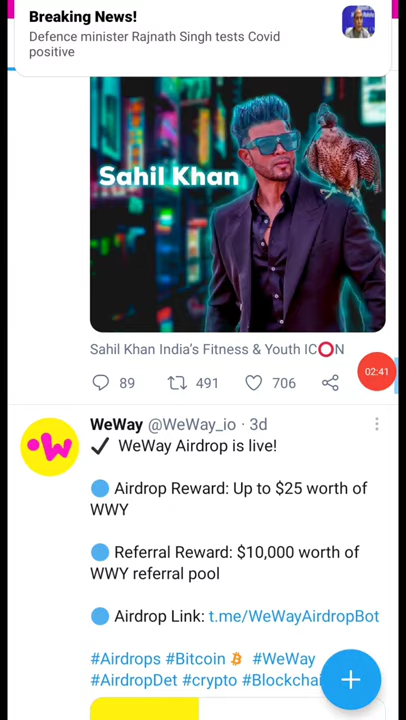 Breaking News!
Defence minister Rajnath Singh tests Covid
positive
Sahil Khan
Sahil Khan India's Fitness & Youth IC⭕N
89 491 706
02:41
WeWay @WeWay_io · 3d
✔ WeWay Airdrop is live!
🔵 Airdrop Reward: Up to $25 worth of
WWY
🔵 Referral Reward: $10,000 worth of
WWY referral pool
🔵 Airdrop Link: t.me/WeWayAirdropBot
#Airdrops #Bitcoin #WeWay
#AirdropDet #crypto #Blockchai